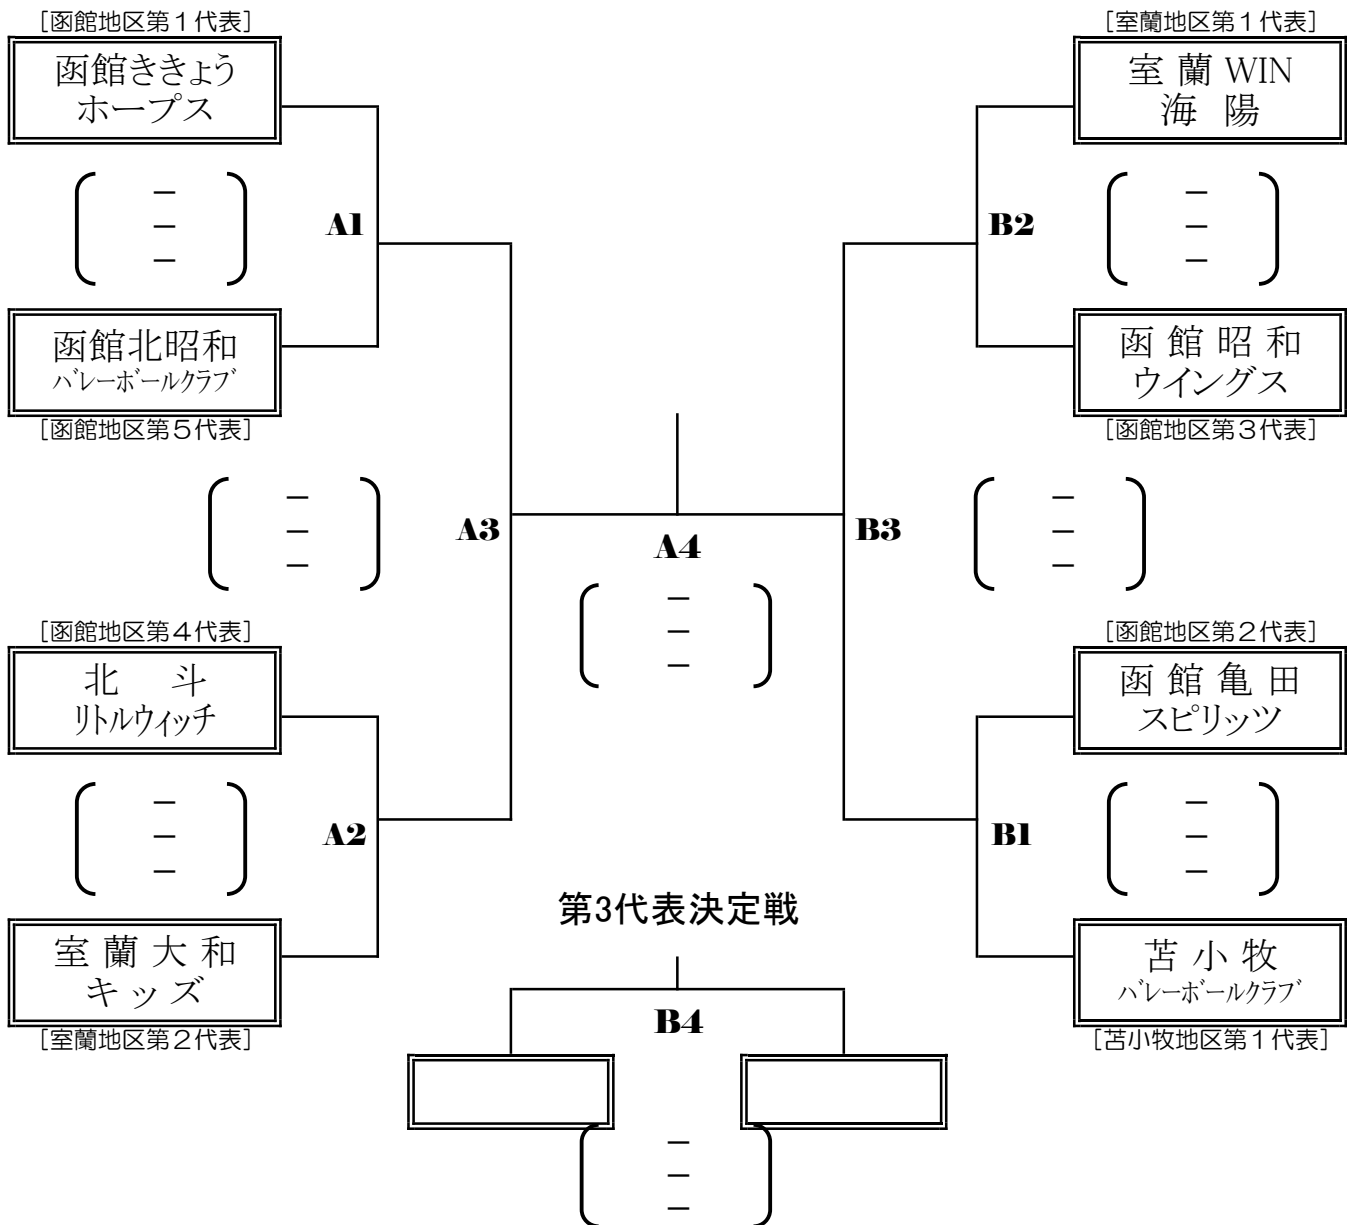 [函館地区第１代表]
函館ききょう
ホープス
－
－
－
A1
函館北昭和
ﾊﾞﾚｰﾎﾞｰﾙｸﾗﾌﾞ
[函館地区第５代表]
－
－
－
A3
[函館地区第４代表]
北 斗
リトルウィッチ
－
－
－
A2
室蘭大和
キッズ
[室蘭地区第２代表]
A4
－
－
－
[室蘭地区第１代表]
室蘭WIN
海陽
B2
－
－
－
函館昭和
ウイングス
[函館地区第３代表]
B3
－
－
－
[函館地区第２代表]
函館亀田
スピリッツ
B1
－
－
－
苫小牧
ﾊﾞﾚｰﾎﾞｰﾙｸﾗﾌﾞ
[苫小牧地区第１代表]
第3代表決定戦
B4
－
－
－